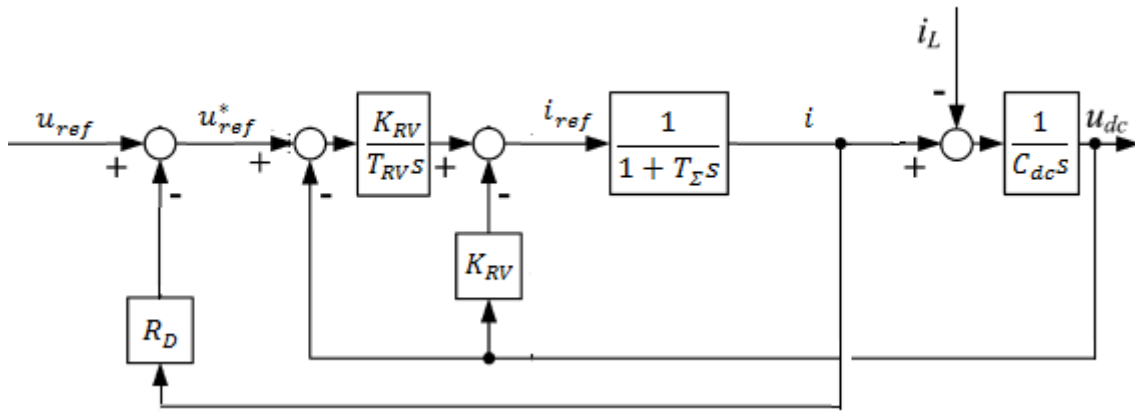 i_L
-
u_ref
+
-
u*_ref
+
-
K_RV
T_RV s
+
-
i_ref
1
1 + T_Σ s
i
+
1
C_dc s
u_dc
K_RV
R_D